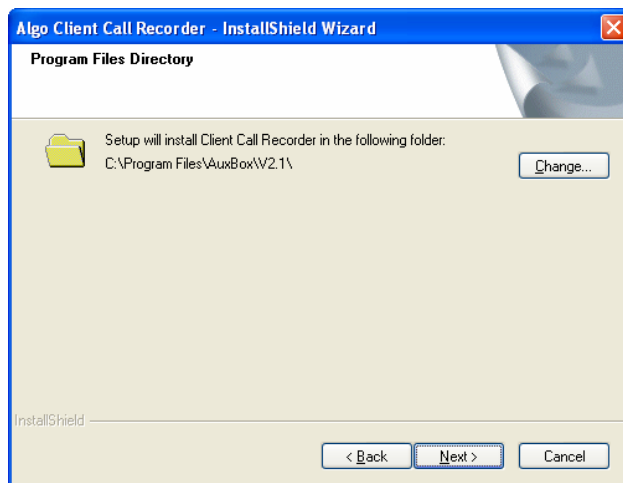 Algo Client Call Recorder - InstallShield Wizard
Program Files Directory
Setup will install Client Call Recorder in the following folder:
C:\Program Files\AuxBox\V2.1\
Change...
InstallShield
< Back
Next >
Cancel